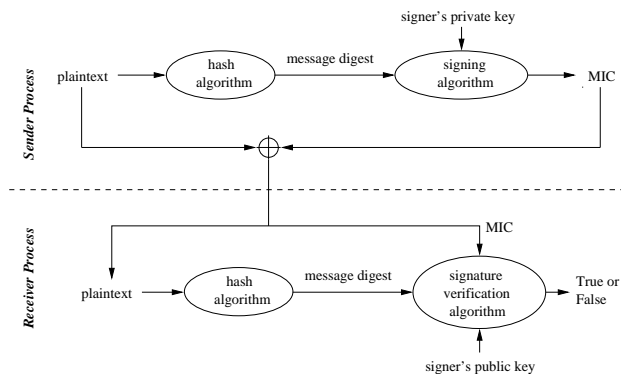 signer's private key
Sender Process
plaintext
hash
algorithm
message digest
signing
algorithm
MIC
Receiver Process
MIC
plaintext
hash
algorithm
message digest
signature
verification
algorithm
True or
False
signer's public key